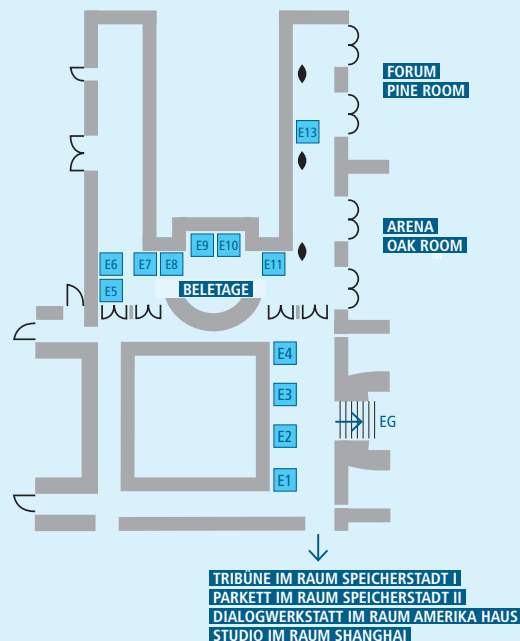 FORUM
PINE ROOM
E13
ARENA
OAK ROOM
E9 E10
E6 E7 E8 E11
E5 BELETAGE
E4
E3
EG
E2
E1
TRIBÜNE IM RAUM SPEICHERSTADT I
PARKETT IM RAUM SPEICHERSTADT II
DIALOGWERKSTATT IM RAUM AMERIKA HAUS
STUDIO IM RAUM SHANGHAI